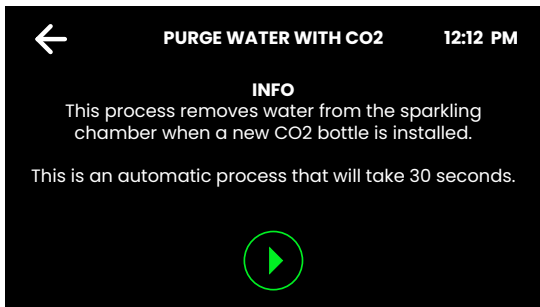 PURGE WATER WITH CO2 12:12 PM
INFO
This process removes water from the sparkling
chamber when a new CO2 bottle is installed.
This is an automatic process that will take 30 seconds.